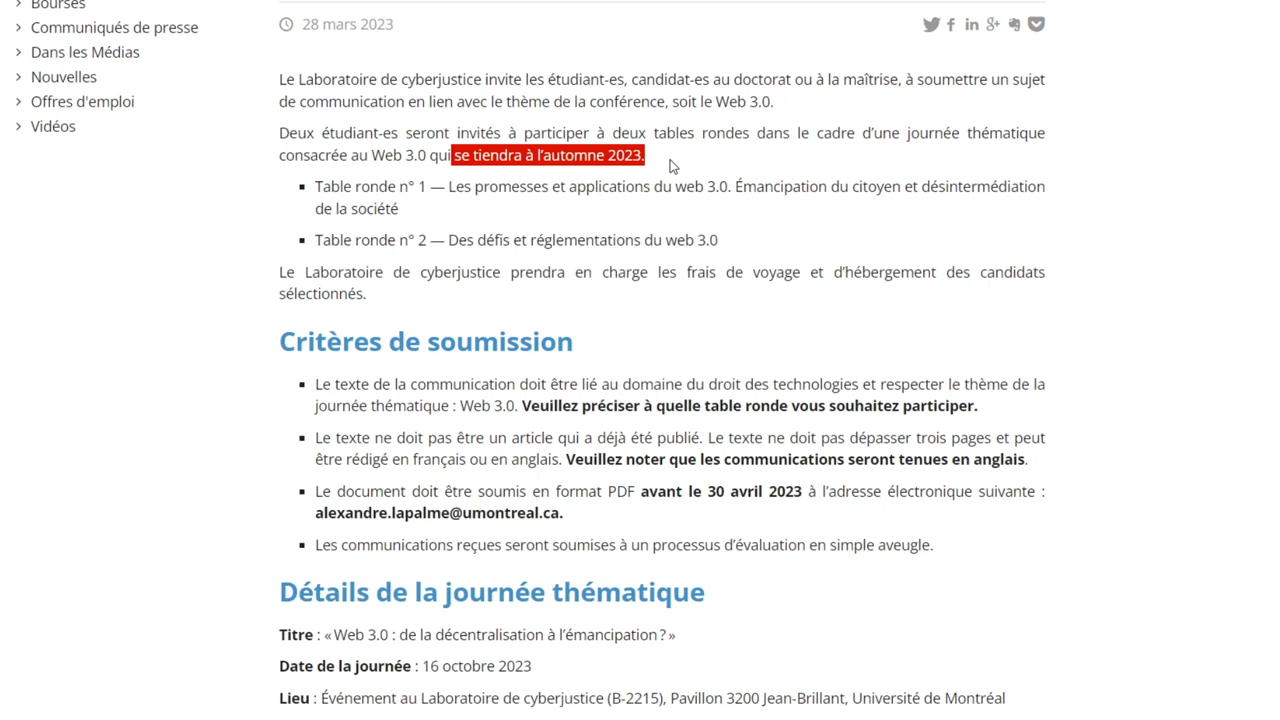 Bourses
Communiqués de presse
Dans les Médias
Nouvelles
Offres d'emploi
Vidéos
28 mars 2023
Le Laboratoire de cyberjustice invite les étudiant-es, candidat-es au doctorat ou à la maîtrise, à soumettre un sujet
de communication en lien avec le thème de la conférence, soit le Web 3.0.
Deux étudiant-es seront invités à participer à deux tables rondes dans le cadre d’une journée thématique
consacrée au Web 3.0 qui se tiendra à l’automne 2023.
Table ronde n° 1 — Les promesses et applications du web 3.0. Émancipation du citoyen et désintermédiation
de la société
Table ronde n° 2 — Des défis et réglementations du web 3.0
Le Laboratoire de cyberjustice prendra en charge les frais de voyage et d’hébergement des candidats
sélectionnés.
Critères de soumission
Le texte de la communication doit être lié au domaine du droit des technologies et respecter le thème de la
journée thématique : Web 3.0. Veuillez préciser à quelle table ronde vous souhaitez participer.
Le texte ne doit pas être un article qui a déjà été publié. Le texte ne doit pas dépasser trois pages et peut
être rédigé en français ou en anglais. Veuillez noter que les communications seront tenues en anglais.
Le document doit être soumis en format PDF avant le 30 avril 2023 à l’adresse électronique suivante :
alexandre.lapalme@umontreal.ca.
Les communications reçues seront soumises à un processus d’évaluation en simple aveugle.
Détails de la journée thématique
Titre : « Web 3.0 : de la décentralisation à l’émancipation ? »
Date de la journée : 16 octobre 2023
Lieu : Événement au Laboratoire de cyberjustice (B-2215), Pavillon 3200 Jean-Brillant, Université de Montréal